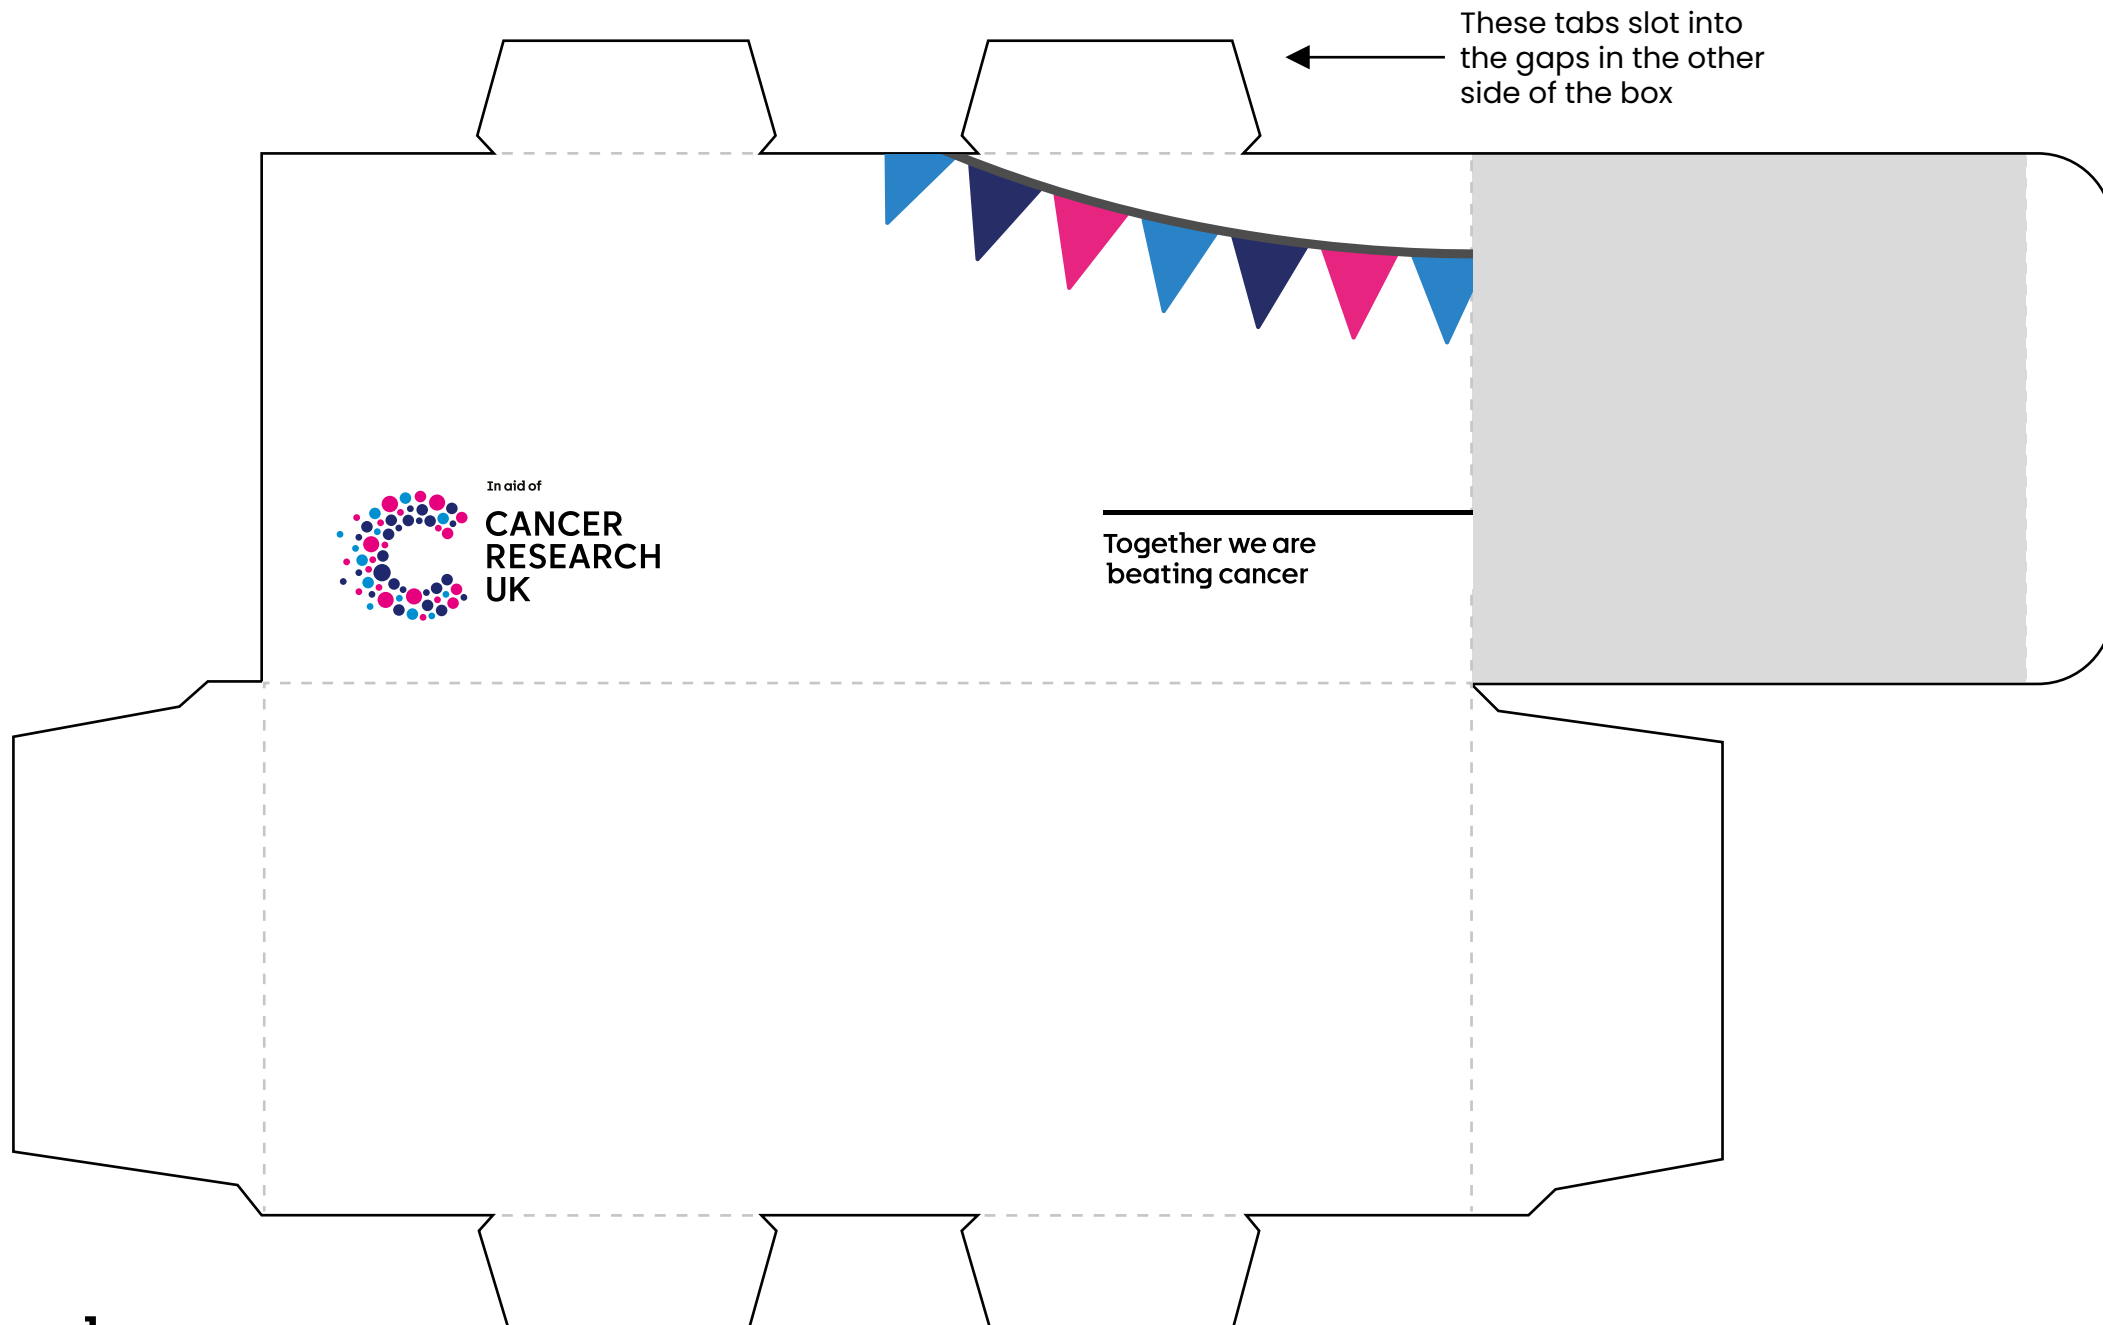 These tabs slot into
the gaps in the other
side of the box
In aid of
CANCER
RESEARCH
UK
Together we are
beating cancer